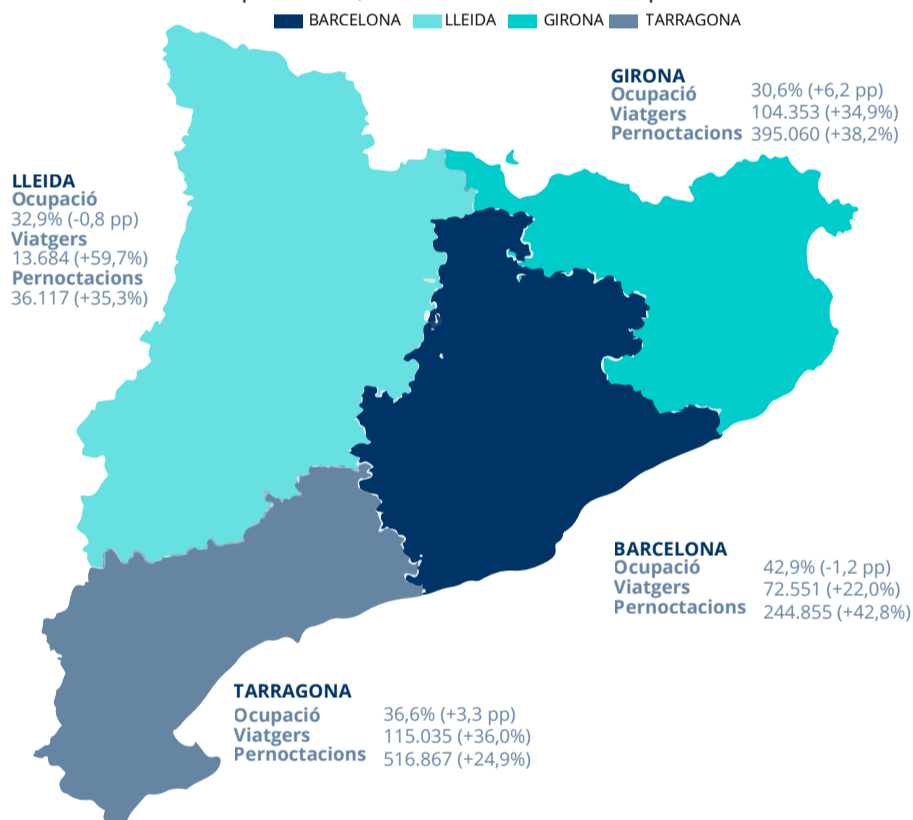 BARCELONA LLEIDA GIRONA TARRAGONA
GIRONA
Ocupació 30,6% (+6,2 pp)
Viatgers 104.353 (+34,9%)
Pernoctacions 395.060 (+38,2%)
LLEIDA
Ocupació
32,9% (-0,8 pp)
Viatgers
13.684 (+59,7%)
Pernoctacions
36.117 (+35,3%)
BARCELONA
Ocupació 42,9% (-1,2 pp)
Viatgers 72.551 (+22,0%)
Pernoctacions 244.855 (+42,8%)
TARRAGONA
Ocupació 36,6% (+3,3 pp)
Viatgers 115.035 (+36,0%)
Pernoctacions 516.867 (+24,9%)